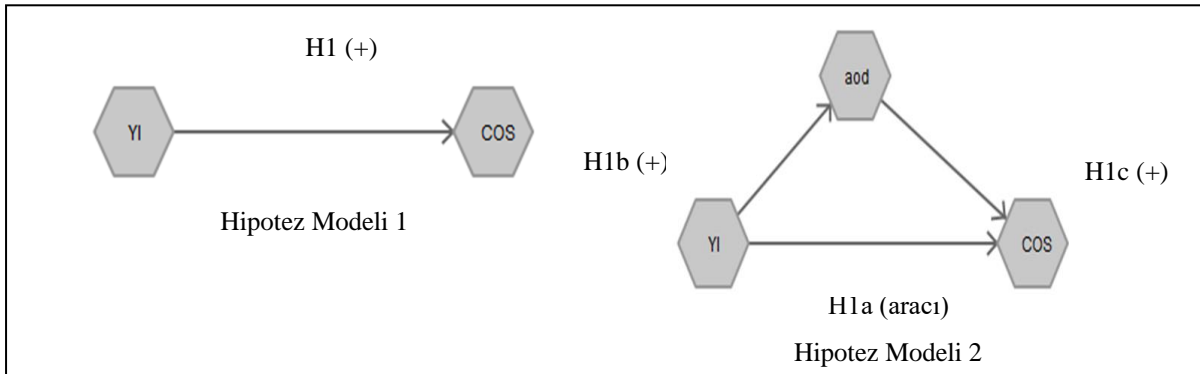 H1 (+)
YI
COS
Hipotez Modeli 1
aod
H1b (+)
H1c (+)
YI
COS
H1a (aracı)
Hipotez Modeli 2